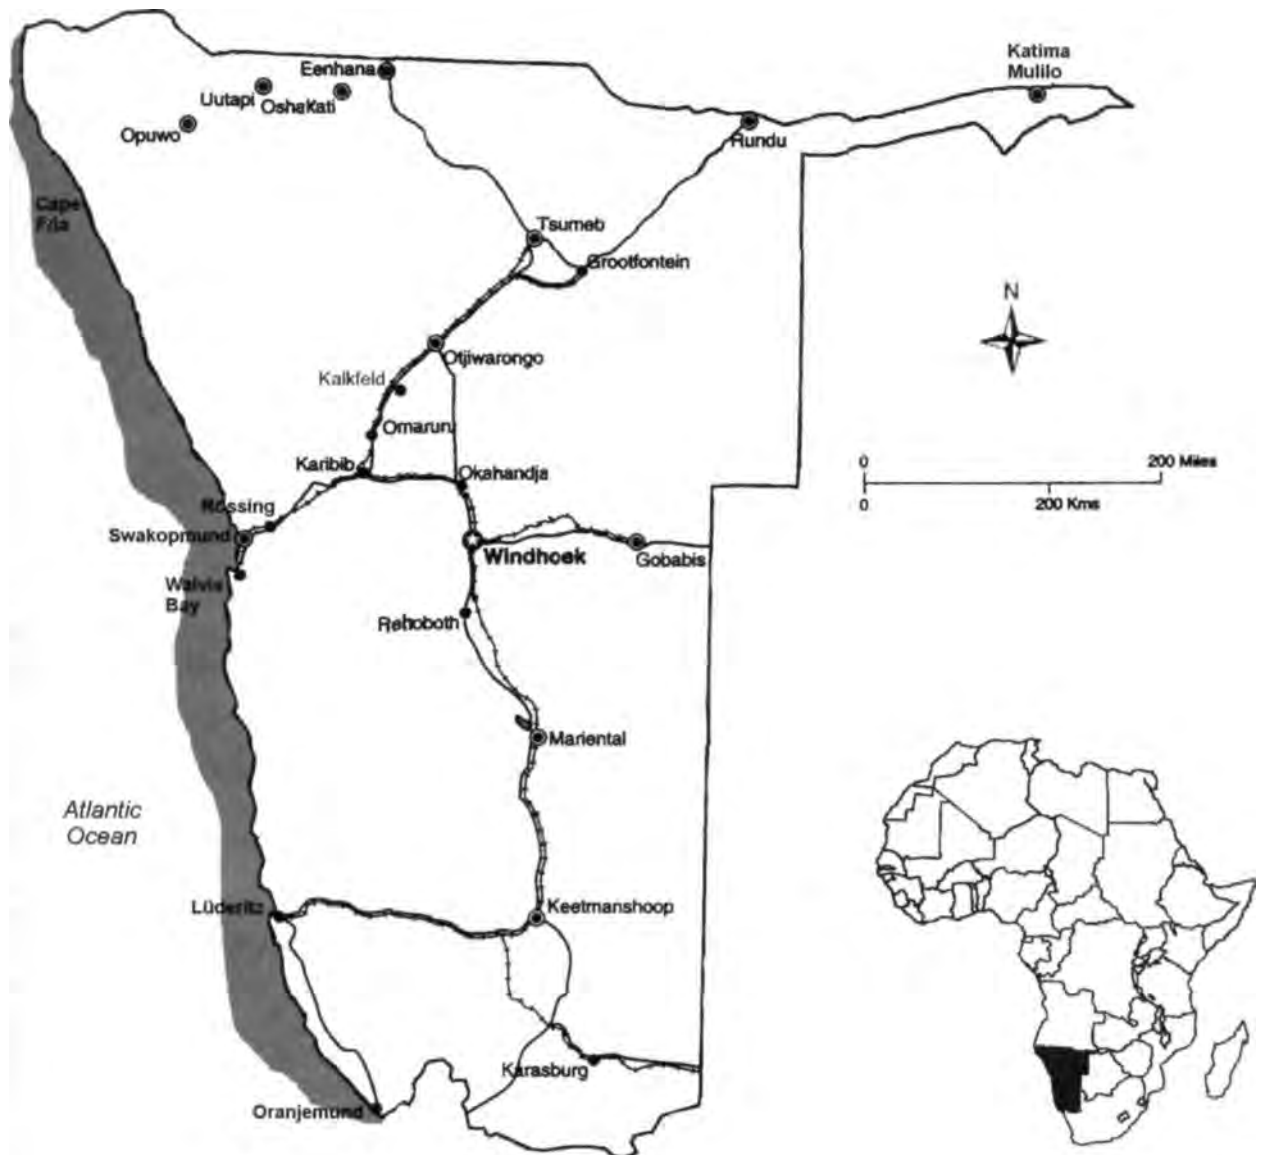 Katima
Mulilo
Eenhana
Uutapi
Oshakati
Opuwo
Rundu
Cape
Fria
Tsumeb
Grootfontein
N
Otjiwarongo
Kalkfeld
Omaruru
Karibib
Okahandja
0
200 Miles
0
200 Kms
Rossing
Swakopmund
Windhoek
Gobabis
Walvis
Bay
Rehoboth
Mariental
Atlantic
Ocean
Lüderitz
Keetmanshoop
Karasburg
Oranjemund